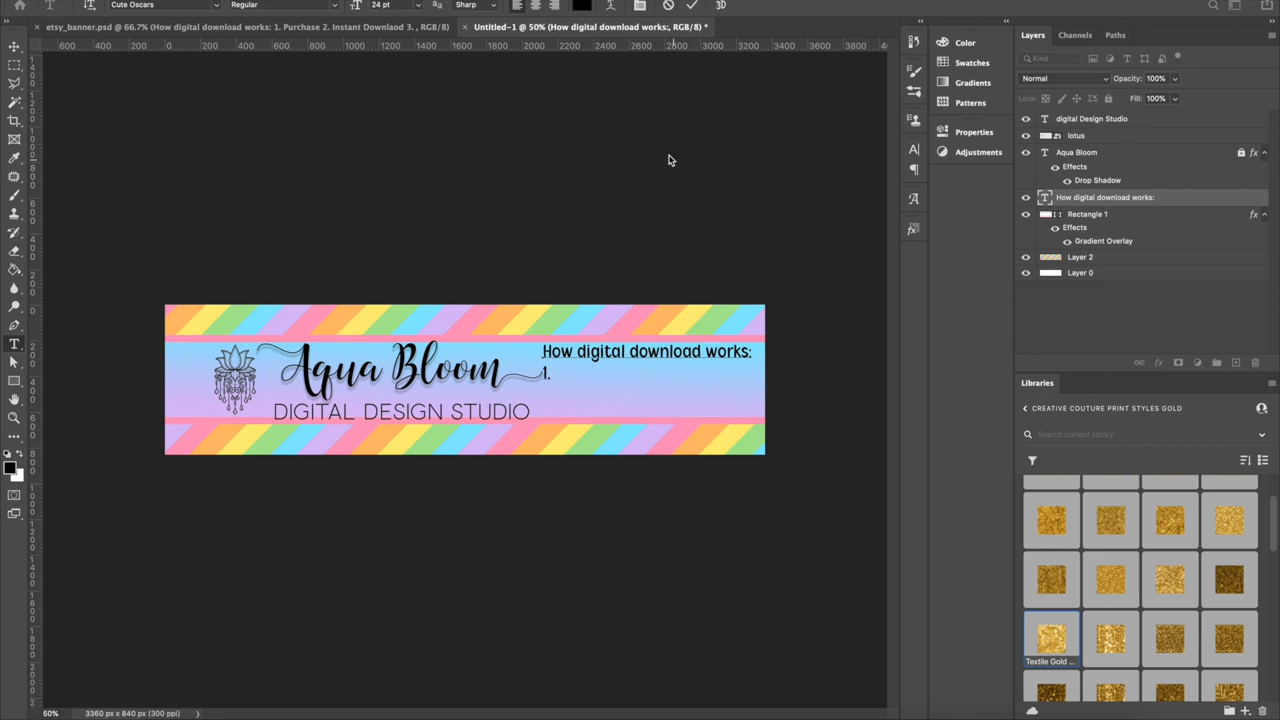 Cute Oscars
Regular
24 pt
Sharp
3D
etsy_banner.psd @ 66.7% (How digital download works: 1. Purchase 2. Instant Downlaod 3. , RGB/8)
Untitled-1 @ 50% (How digital download works:, RGB/8) *
600 400 200 0 200 400 600 800 1000 1200 1400 1600 1800 2000 2200 2400 2600 2800 3000 3200 3400 3600 3800
Color
Swatches
Gradients
Patterns
Properties
Adjustments
Layers
Channels
Paths
Kind
Normal
Opacity: 100%
Lock:
Fill: 100%
digital Design Studio
lotus
Aqua Bloom
fx
Effects
Drop Shadow
How digital download works:
Rectangle 1
fx
Effects
Gradient Overlay
Layer 2
Layer 0
How digital download works:
1.
Aqua Bloom
DIGITAL DESIGN STUDIO
Libraries
CREATIVE COUTURE PRINT STYLES GOLD
Search current library
Textile Gold ...
50%
3360 px x 840 px (300 ppi)